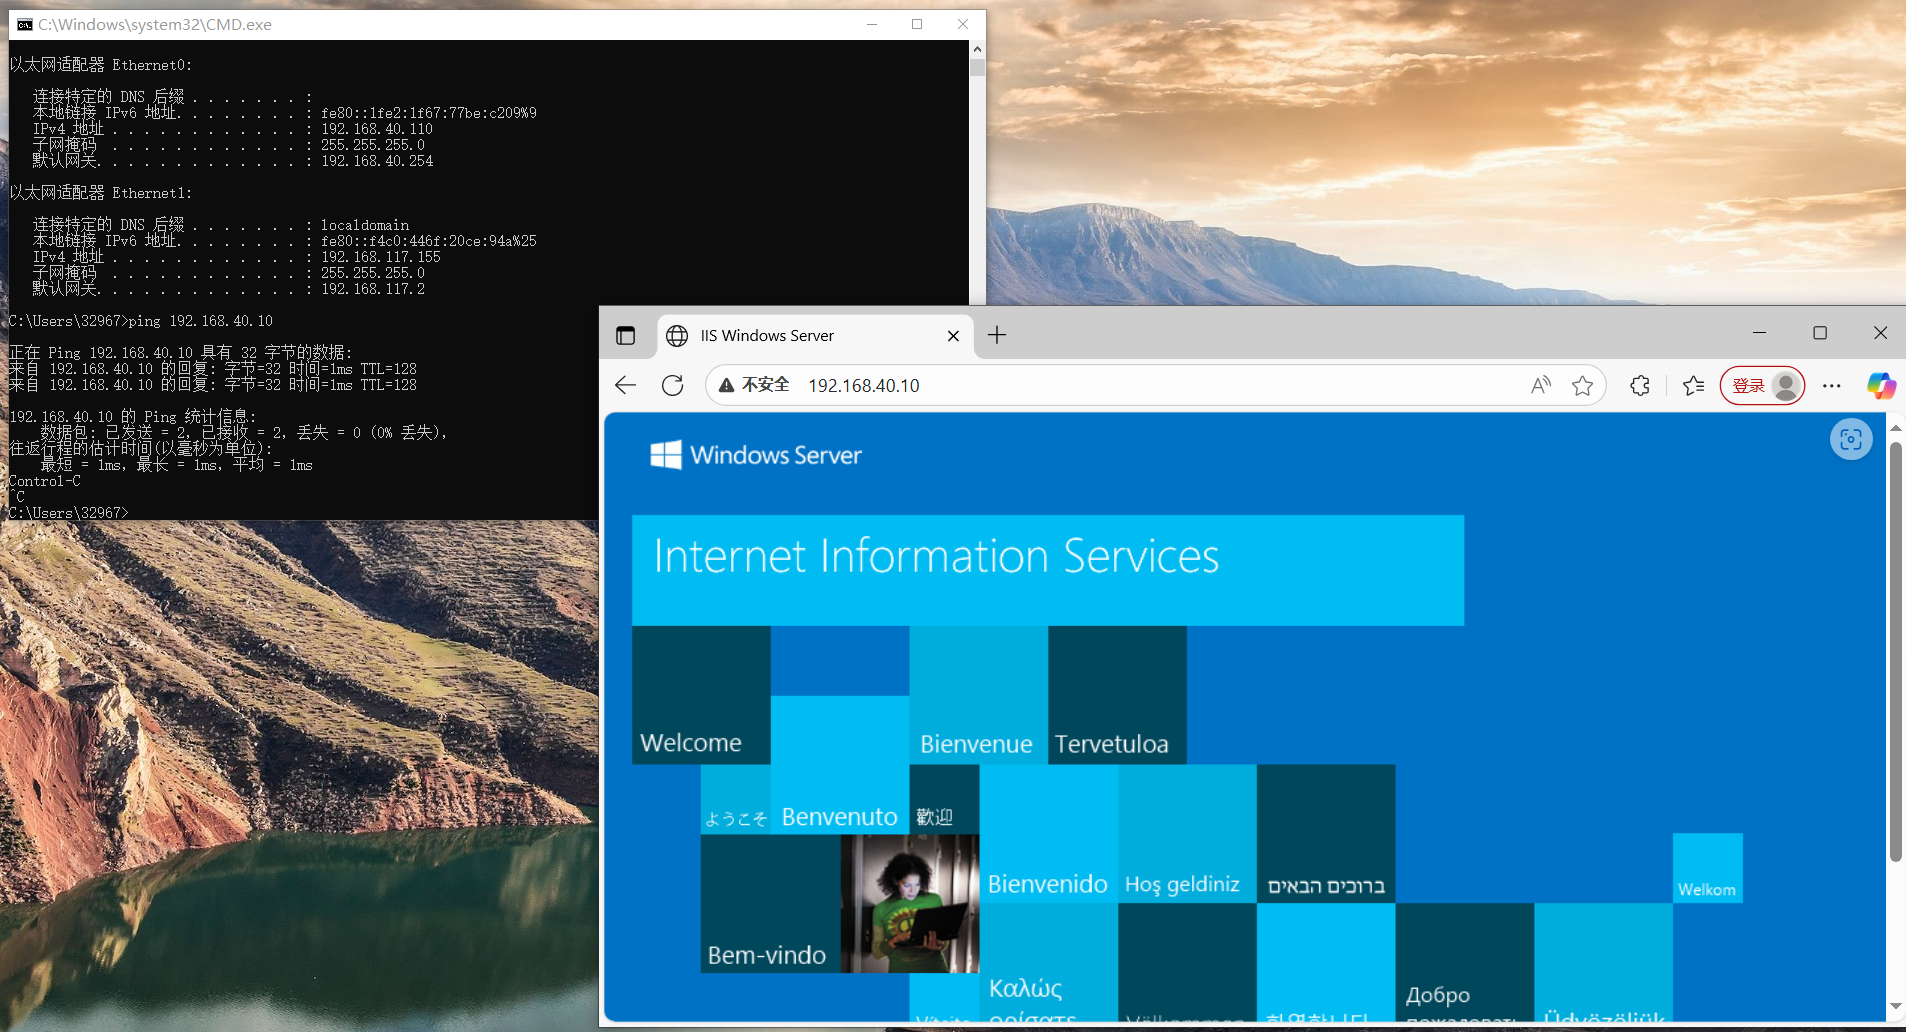 C:\Windows\system32\CMD.exe
以太网适配器 Ethernet0:
连接特定的 DNS 后缀 . . . . . . . :
本地链接 IPv6 地址. . . . . . . . : fe80::1fe2:1f67:77be:c209%9
IPv4 地址 . . . . . . . . . . . . : 192.168.40.110
子网掩码 . . . . . . . . . . . . : 255.255.255.0
默认网关. . . . . . . . . . . . . : 192.168.40.254
以太网适配器 Ethernet1:
连接特定的 DNS 后缀 . . . . . . . : localdomain
本地链接 IPv6 地址. . . . . . . . : fe80::f4c0:446f:20ce:94a%25
IPv4 地址 . . . . . . . . . . . . : 192.168.117.155
子网掩码 . . . . . . . . . . . . : 255.255.255.0
默认网关. . . . . . . . . . . . . : 192.168.117.2
C:\Users\32967>ping 192.168.40.10
正在 Ping 192.168.40.10 具有 32 字节的数据:
来自 192.168.40.10 的回复: 字节=32 时间=1ms TTL=128
来自 192.168.40.10 的回复: 字节=32 时间=1ms TTL=128
192.168.40.10 的 Ping 统计信息:
数据包: 已发送 = 2，已接收 = 2，丢失 = 0 (0% 丢失)，
往返行程的估计时间(以毫秒为单位):
最短 = 1ms，最长 = 1ms，平均 = 1ms
Control-C
^C
C:\Users\32967>
IIS Windows Server
不安全 192.168.40.10
登录
Windows Server
Internet Information Services
Welcome
Bienvenue
Tervetuloa
ようこそ
Benvenuto
歡迎
Bienvenido
Hoş geldiniz
ברוכים הבאים
Welkom
Bem-vindo
Καλώς
ορίσατε
Vítejte
Välkommen
환영합니다
Добро
пожаловать
Üdvözöljük